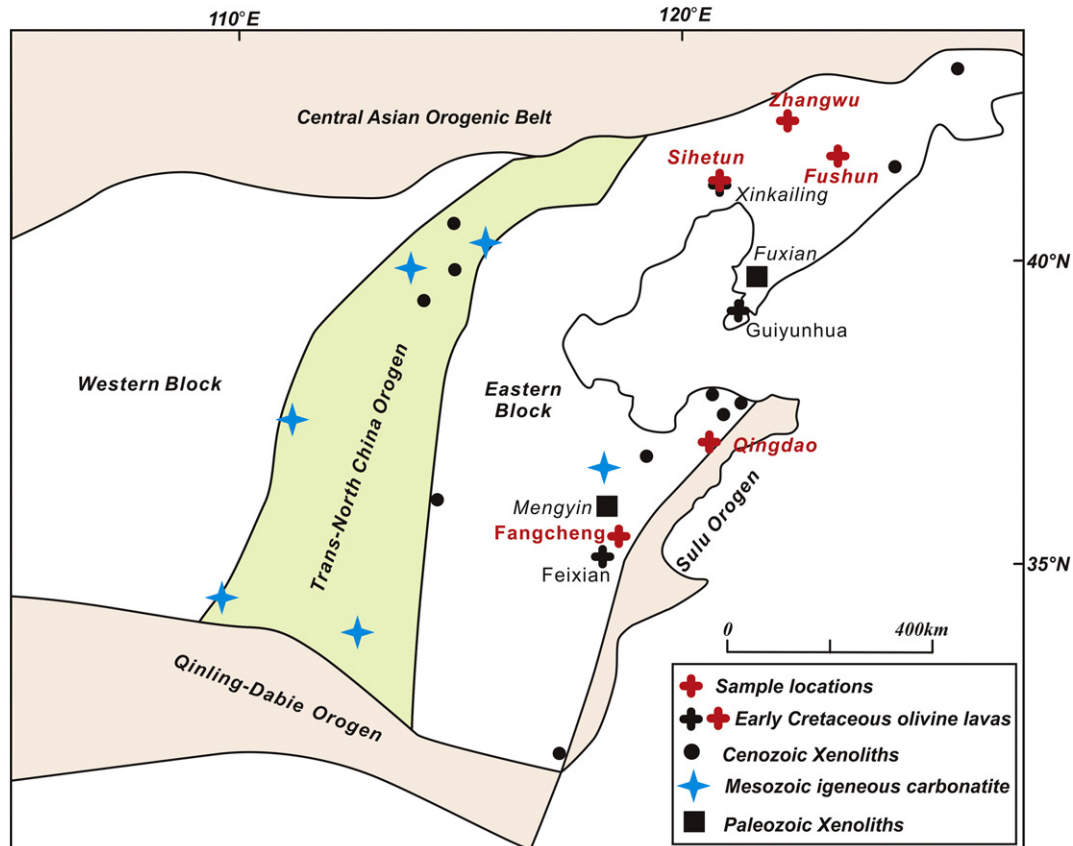 110°E
120°E
Central Asian Orogenic Belt
Zhangwu
Sihetun
Fushun
Xinkailing
Fuxian
40°N
Guiyunhua
Western Block
Trans-North China Orogen
Eastern
Block
Qingdao
Mengyin
Fangcheng
Feixian
Sulu Orogen
35°N
Qinling-Dabie Orogen
0
400km
Sample locations
Early Cretaceous olivine lavas
Cenozoic Xenoliths
Mesozoic igeneous carbonatite
Paleozoic Xenoliths